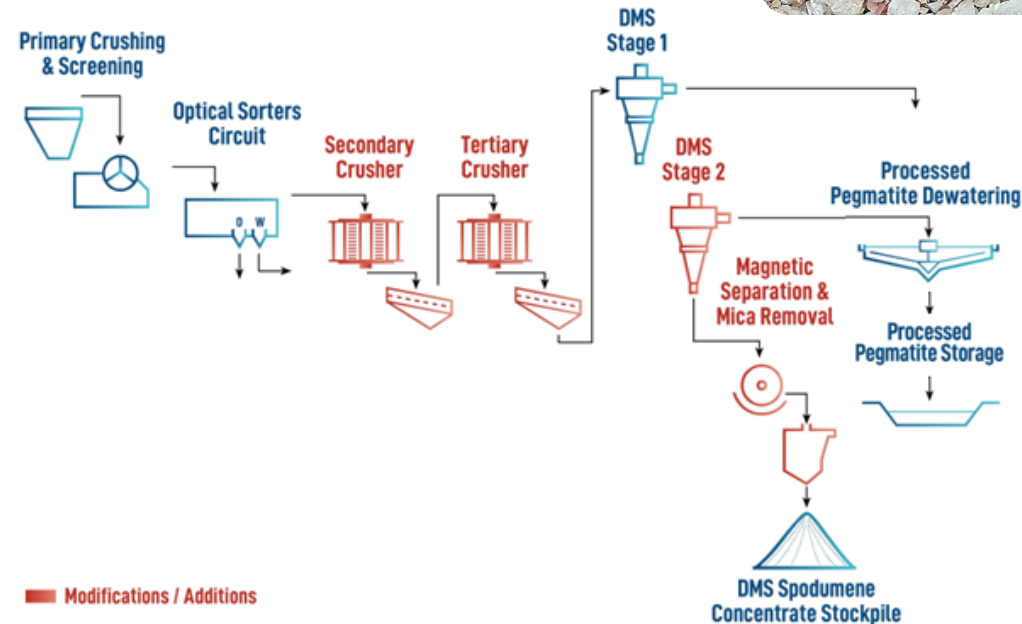 Primary Crushing
& Screening
Optical Sorters
Circuit
O W
Secondary
Crusher
Tertiary
Crusher
DMS
Stage 1
DMS
Stage 2
Magnetic
Separation &
Mica Removal
Processed
Pegmatite Dewatering
Processed
Pegmatite Storage
DMS Spodumene
Concentrate Stockpile
Modifications / Additions